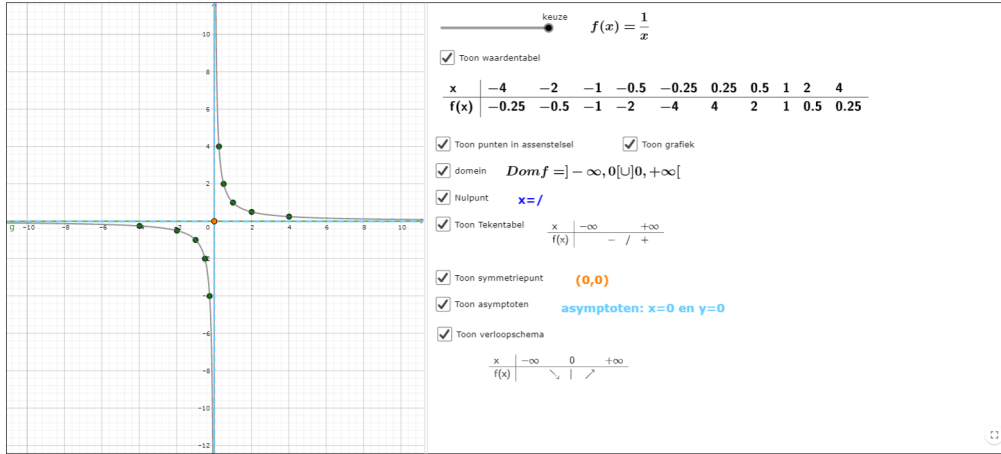 keuze
f(x) = 1/x
Toon waardentabel
x −4 −2 −1 −0.5 −0.25 0.25 0.5 1 2 4
f(x) −0.25 −0.5 −1 −2 −4 4 2 1 0.5 0.25
Toon punten in assenstelsel Toon grafiek
domein Dom f =]− ∞, 0[∪]0, +∞[
Nulpunt x=/
Toon Tekentabel
x −∞ +∞
f(x) − / +
Toon symmetriepunt (0,0)
Toon asymptoten asymptoten: x=0 en y=0
Toon verloopschema
x −∞ 0 +∞
f(x) ↘ | ↗
10
6
4
2
g −10 −8 −6 −4 −2 0 2 4 6 8 10
−6
−8
−10
−12